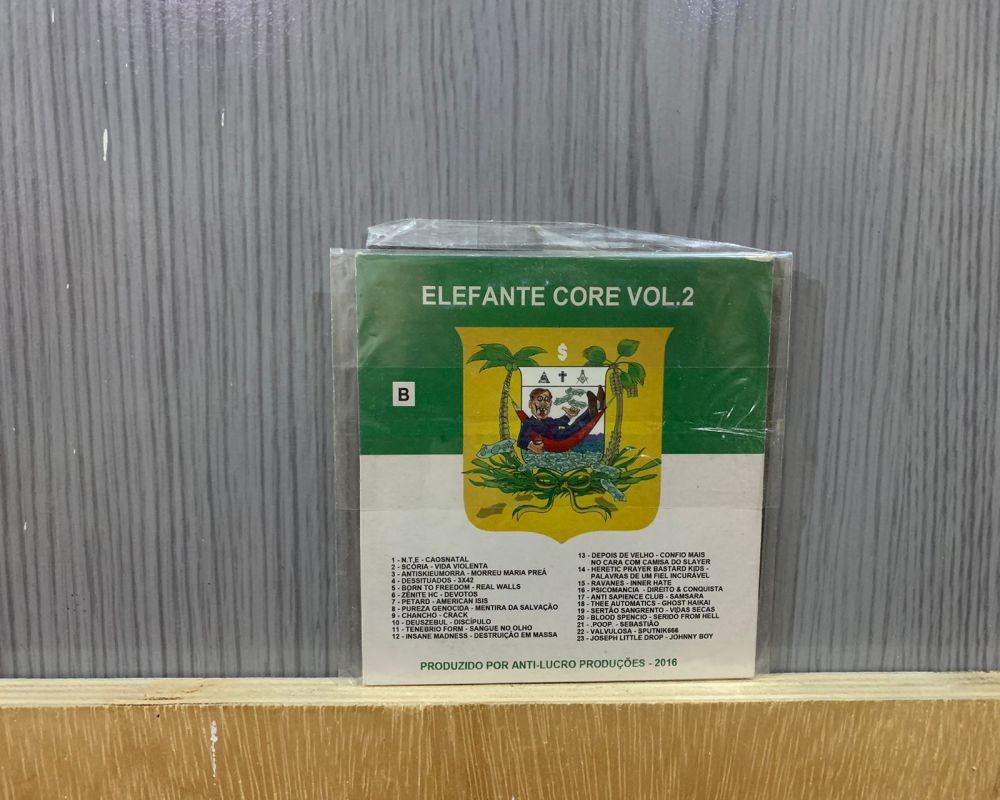 ELEFANTE CORE VOL.2
$
B
1 - N.T.E - CAOSNATAL
2 - SCÓRIA - VIDA VIOLENTA
3 - ANTISKIEUMORRA - MORREU MARIA PREÁ
4 - DESSITUADOS - 3X42
5 - BORN TO FREEDOM - REAL WALLS
6 - ZÊNITE HC - DEVOTOS
7 - PETARD - AMERICAN ISIS
8 - PUREZA GENOCIDA - MENTIRA DA SALVAÇÃO
9 - CHANCHO - CRACK
10 - DEUSZEBUL - DISCÍPULO
11 - TENEBRIO FORM - SANGUE NO OLHO
12 - INSANE MADNESS - DESTRUIÇÃO EM MASSA
13 - DEPOIS DE VELHO - CONFIO MAIS
NO CARA COM CAMISA DO SLAYER
14 - HERETIC PRAYER BASTARD KIDS -
PALAVRAS DE UM FIEL INCURÁVEL
15 - RAVANES - INNER HATE
16 - PSICOMANCIA - DIREITO & CONQUISTA
17 - ANTI SAPIENCE CLUB - SAMSARA
18 - THEE AUTOMATICS - GHOST HAIKAI
19 - SERTÃO SANGRENTO - VIDAS SECAS
20 - BLOOD SPENCIO - SERIDO FROM HELL
21 - .POOP. - SEBASTIÃO
22 - VALVULOSA - SPUTNIK666
23 - JOSEPH LITTLE DROP - JOHNNY BOY
PRODUZIDO POR ANTI-LUCRO PRODUÇÕES - 2016